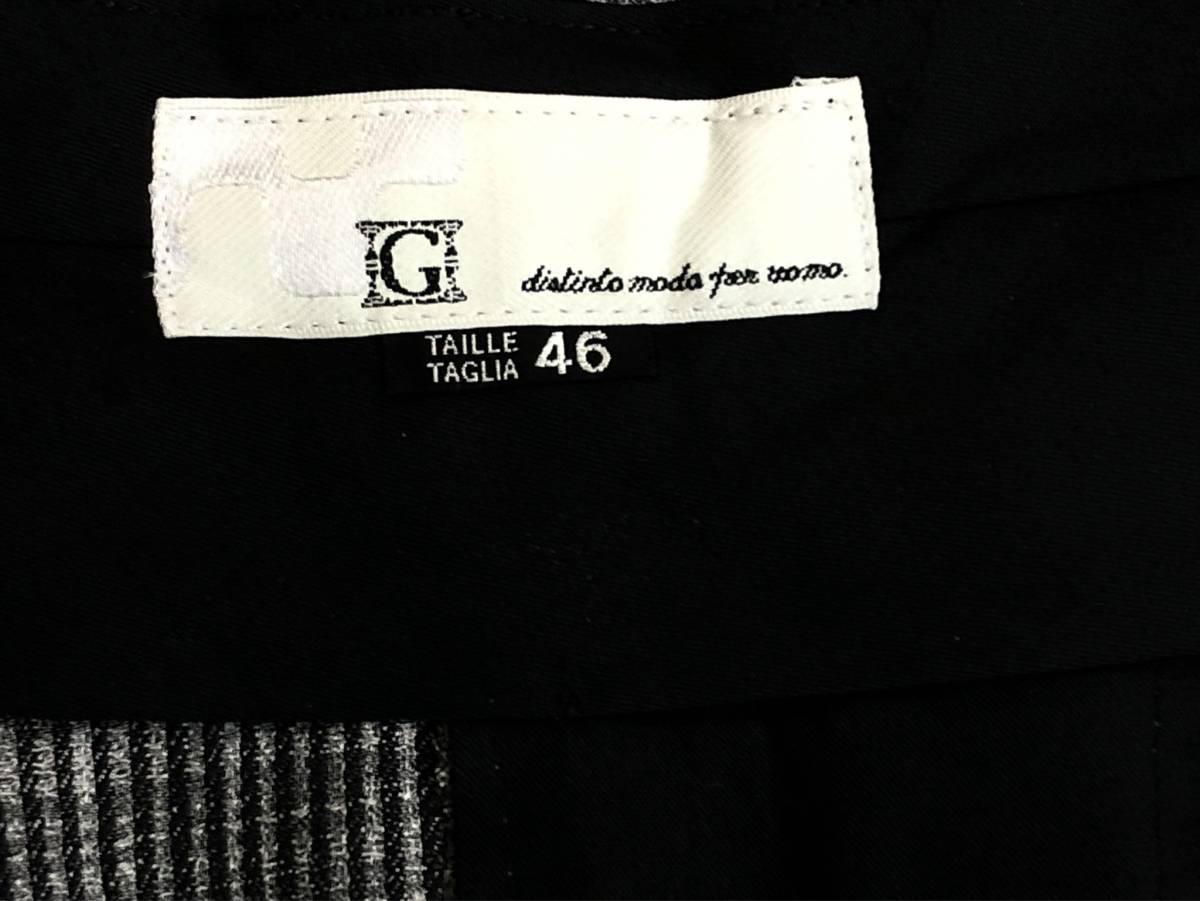 G
distinto moda per uomo.
TAILLE 46
TAGLIA